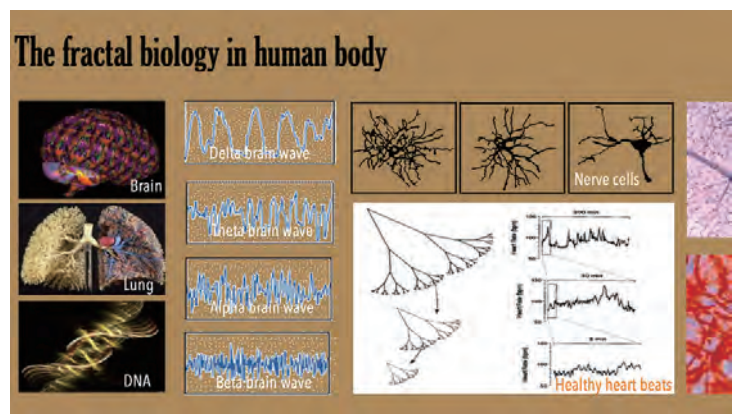 The fractal biology in human body
Brain
Lung
DNA
Delta brain wave
Theta brain wave
Alpha brain wave
Beta brain wave
Nerve cells
Healthy heart beats